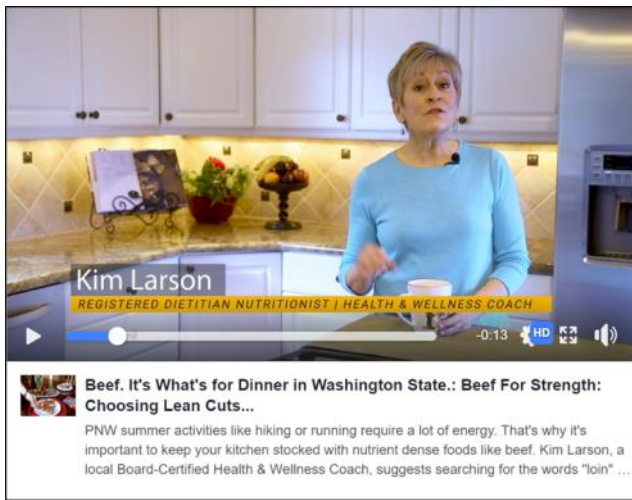 Kim Larson
REGISTERED DIETITIAN NUTRITIONIST | HEALTH & WELLNESS COACH
-0:13 HD
Beef. It's What's for Dinner in Washington State.: Beef For Strength:
Choosing Lean Cuts...
PNW summer activities like hiking or running require a lot of energy. That's why it's
important to keep your kitchen stocked with nutrient dense foods like beef. Kim Larson, a
local Board-Certified Health & Wellness Coach, suggests searching for the words "loin" ...